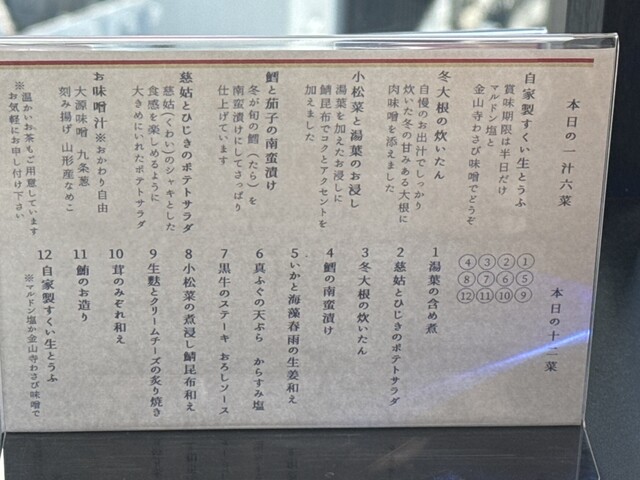 本日の一汁六菜
自家製すくい生とうふ
賞味期限は半日だけ
マルドン塩と
金山寺わさび味噌でどうぞ
冬大根の炊いたん
自慢のお出汁でしっかり
炊いた冬の甘みある大根に
肉味噌を添えました
小松菜と湯葉のお浸し
湯葉を加えたお浸しに
鯖昆布でコクとアクセントを
加えました
鱈と茄子の南蛮漬け
冬が旬の鱈(たら)を
南蛮漬けにしてさっぱり
仕上げています
慈姑とひじきのポテトサラダ
慈姑(くわい)のシャキとした
食感を楽しめるように
大きめにいれたポテトサラダ
お味噌汁※おかわり自由
大源味噌 九条葱
刻み揚げ 山形産なめこ
※温かいお茶もご用意しています
お気軽にお申し付け下さい
本日の十二菜
①⑤⑨
②⑥⑩
③⑦⑪
④⑧⑫
1 湯葉の含め煮
2 慈姑とひじきのポテトサラダ
3 冬大根の炊いたん
4 鱈の南蛮漬け
5 いかと海藻春雨の生姜和え
6 真ふぐの天ぷら からすみ塩
7 黒牛のステーキ おろしソース
8 小松菜の煮浸し鯖昆布和え
9 生麩とクリームチーズの炙り焼き
10 茸のみぞれ和え
11 鮪のお造り
12 自家製すくい生とうふ
※マルドン塩か金山寺わさび味噌で